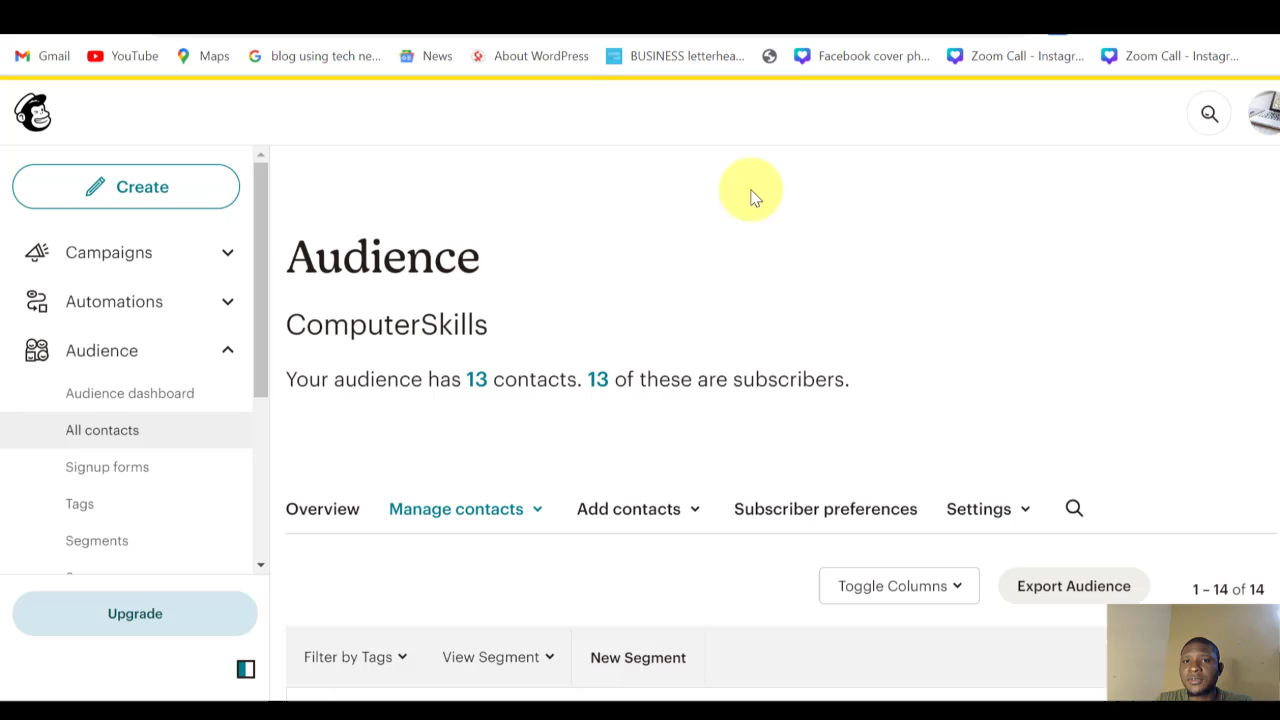 Gmail YouTube Maps blog using tech ne... News About WordPress BUSINESS letterhea... Facebook cover ph... Zoom Call - Instagr... Zoom Call - Instagr...
Create
Campaigns
Automations
Audience
Audience dashboard
All contacts
Signup forms
Tags
Segments
Upgrade
Audience
ComputerSkills
Your audience has 13 contacts. 13 of these are subscribers.
Overview Manage contacts Add contacts Subscriber preferences Settings
Toggle Columns Export Audience 1 – 14 of 14
Filter by Tags View Segment New Segment